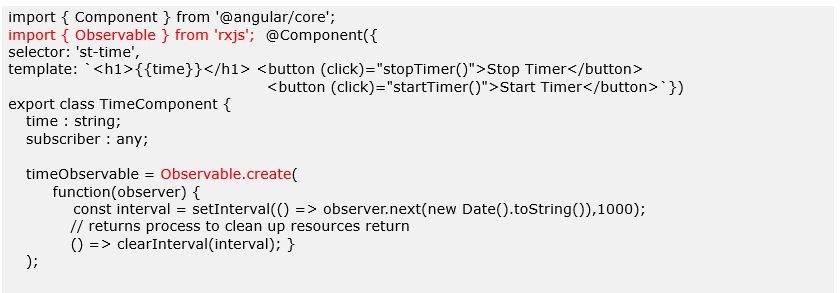 import { Component } from '@angular/core';
import { Observable } from 'rxjs';  @Component({
selector: 'st-time',
template: `<h1>{{time}}</h1> <button (click)="stopTimer()">Stop Timer</button>
<button (click)="startTimer()">Start Timer</button>`})
export class TimeComponent {
time : string;
subscriber : any;
timeObservable = Observable.create(
function(observer) {
const interval = setInterval(() => observer.next(new Date().toString()),1000);
// returns process to clean up resources return
() => clearInterval(interval); }
);